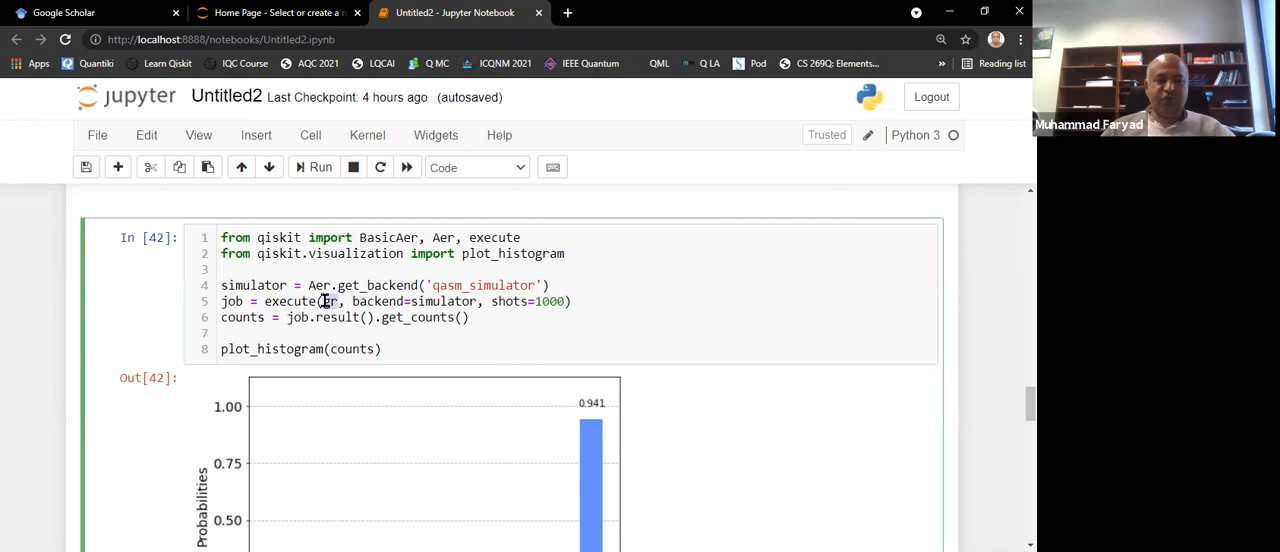 Google Scholar
Home Page - Select or create a n
Untitled2 - Jupyter Notebook
http://localhost:8888/notebooks/Untitled2.ipynb
Apps Quantiki Learn Qiskit IQC Course AQC 2021 LQCAI Q MC ICQNM 2021 IEEE Quantum QML Q LA Pod CS 269Q: Elements... » Reading list
jupyter Untitled2 Last Checkpoint: 4 hours ago (autosaved) Logout
File Edit View Insert Cell Kernel Widgets Help Trusted Python 3
Run Code
Muhammad Faryad
In [42]:
1 from qiskit import BasicAer, Aer, execute
2 from qiskit.visualization import plot_histogram
3
4 simulator = Aer.get_backend('qasm_simulator')
5 job = execute(gr, backend=simulator, shots=1000)
6 counts = job.result().get_counts()
7
8 plot_histogram(counts)
Out[42]:
0.941
1.00
0.75
0.50
Probabilities